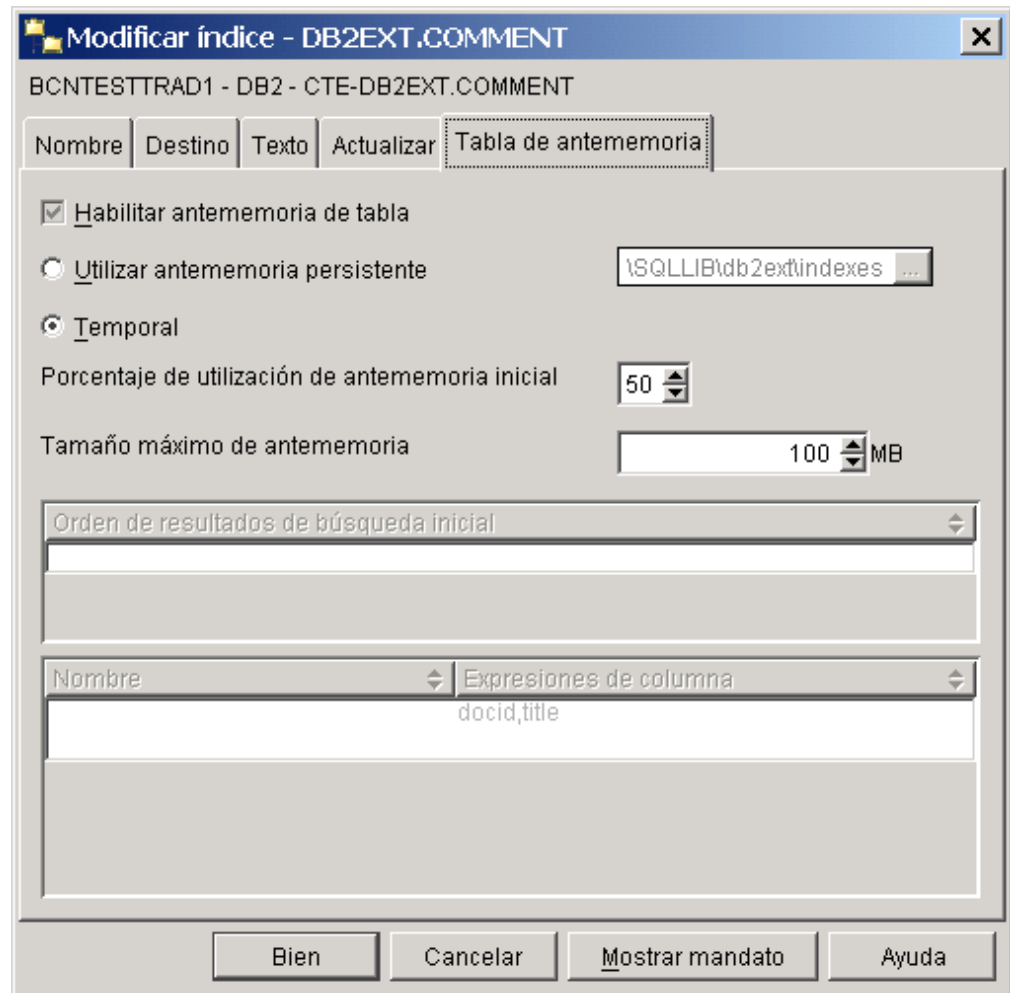 Modificar índice - DB2EXT.COMMENT
BCNTESTTRAD1 - DB2 - CTE-DB2EXT.COMMENT
Nombre Destino Texto Actualizar Tabla de antememoria
Habilitar antememoria de tabla
Utilizar antememoria persistente \SQLLIB\db2ext\indexes ...
Temporal
Porcentaje de utilización de antememoria inicial 50
Tamaño máximo de antememoria 100 MB
Orden de resultados de búsqueda inicial
Nombre Expresiones de columna
docid,title
Bien Cancelar Mostrar mandato Ayuda